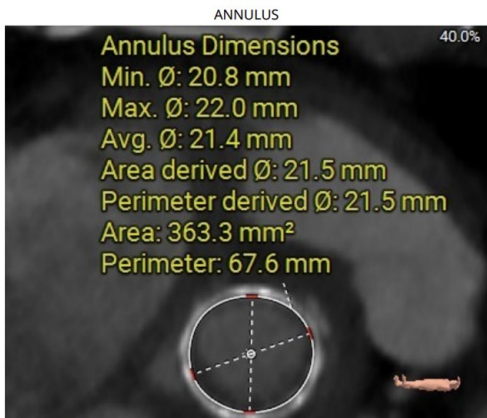 ANNULUS
Annulus Dimensions
40.0%
Min. Ø: 20.8 mm
Max. Ø: 22.0 mm
Avg. Ø: 21.4 mm
Area derived Ø: 21.5 mm
Perimeter derived Ø: 21.5 mm
Area: 363.3 mm²
Perimeter: 67.6 mm